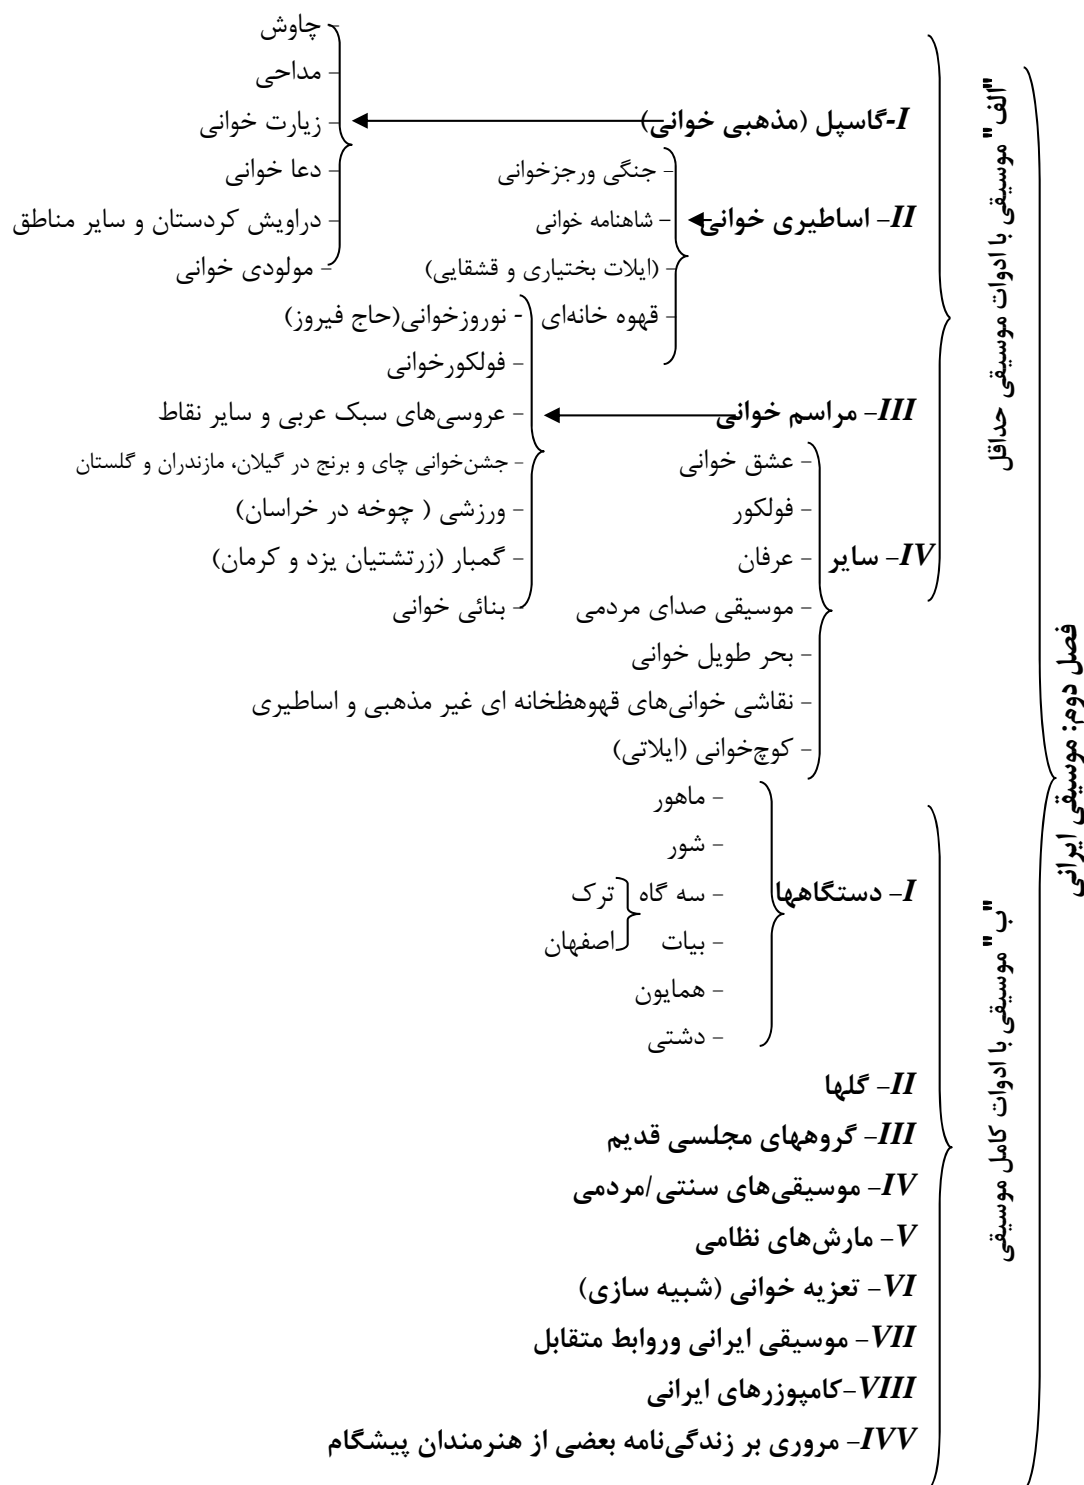 فصل دوم: موسیقی ایرانی
"الف" موسیقی با ادوات موسیقی حداقل
I-گاسپل (مذهبی خوانی)
- چاوش
- مداحی
- زیارت خوانی
- دعا خوانی
- دراویش کردستان و سایر مناطق
- مولودی خوانی
II- اساطیری خوانی
- جنگی ورجزخوانی
- شاهنامه خوانی
- (ایلات بختیاری و قشقایی)
- قهوه خانه‌ای
III- مراسم خوانی
- نوروزخوانی(حاج فیروز)
- فولکورخوانی
- عروسی‌های سبک عربی و سایر نقاط
- جشن‌خوانی چای و برنج در گیلان، مازندران و گلستان
- ورزشی ( چوخه در خراسان)
- گمبار (زرتشتیان یزد و کرمان)
- بنائی خوانی
IV- سایر
- عشق خوانی
- فولکور
- عرفان
- موسیقی صدای مردمی
- بحر طویل خوانی
- نقاشی خوانی‌های قهوهظخانه ای غیر مذهبی و اساطیری
- کوچ‌خوانی (ایلاتی)
"ب" موسیقی با ادوات کامل موسیقی
I- دستگاهها
- ماهور
- شور
- سه گاه ترک
- بیات اصفهان
- همایون
- دشتی
II- گلها
III- گروههای مجلسی قدیم
IV- موسیقی‌های سنتی/مردمی
V- مارش‌های نظامی
VI- تعزیه خوانی (شبیه سازی)
VII- موسیقی ایرانی وروابط متقابل
VIII-کامپوزرهای ایرانی
IVV- مروری بر زندگی‌نامه بعضی از هنرمندان پیشگام